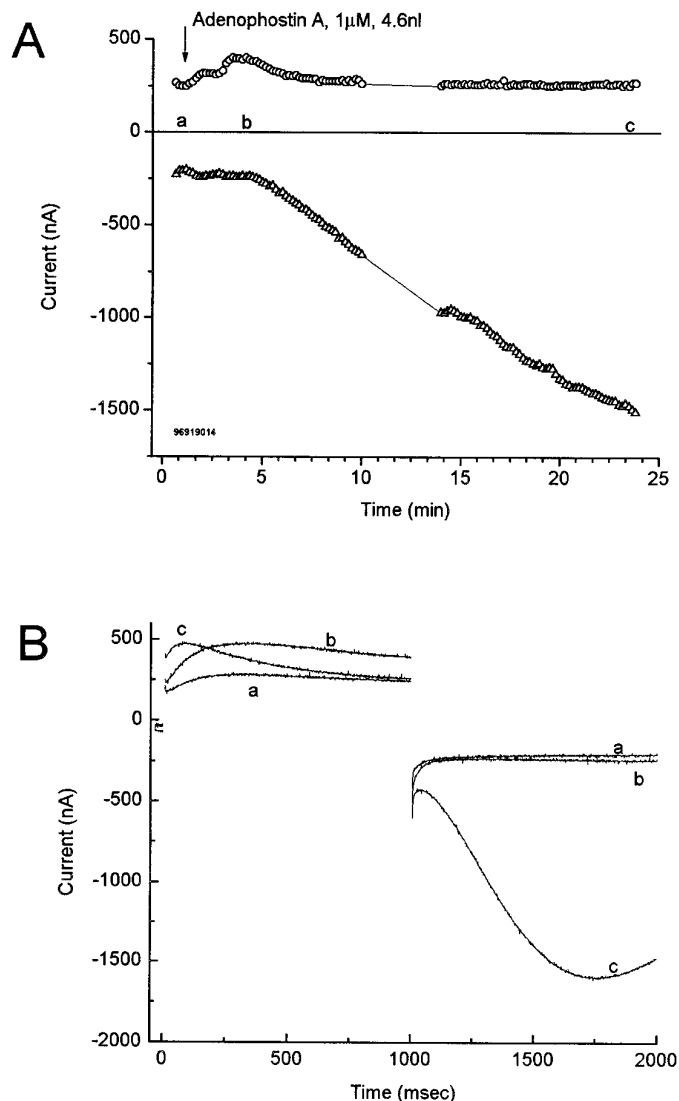 A
Adenophostin A, 1µM, 4.6nl
500
0
-500
-1000
-1500
a
b
c
Current (nA)
96919014
0
5
10
15
20
25
Time (min)
B
500
0
-500
-1000
-1500
-2000
c
b
a
a
b
c
Current (nA)
0
500
1000
1500
2000
Time (msec)